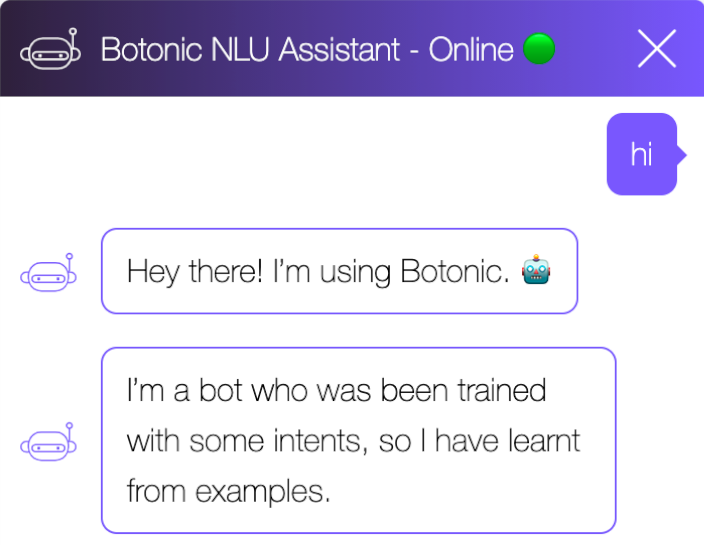 Botonic NLU Assistant - Online
hi
Hey there! I'm using Botonic. 🤖
I'm a bot who was been trained
with some intents, so I have learnt
from examples.